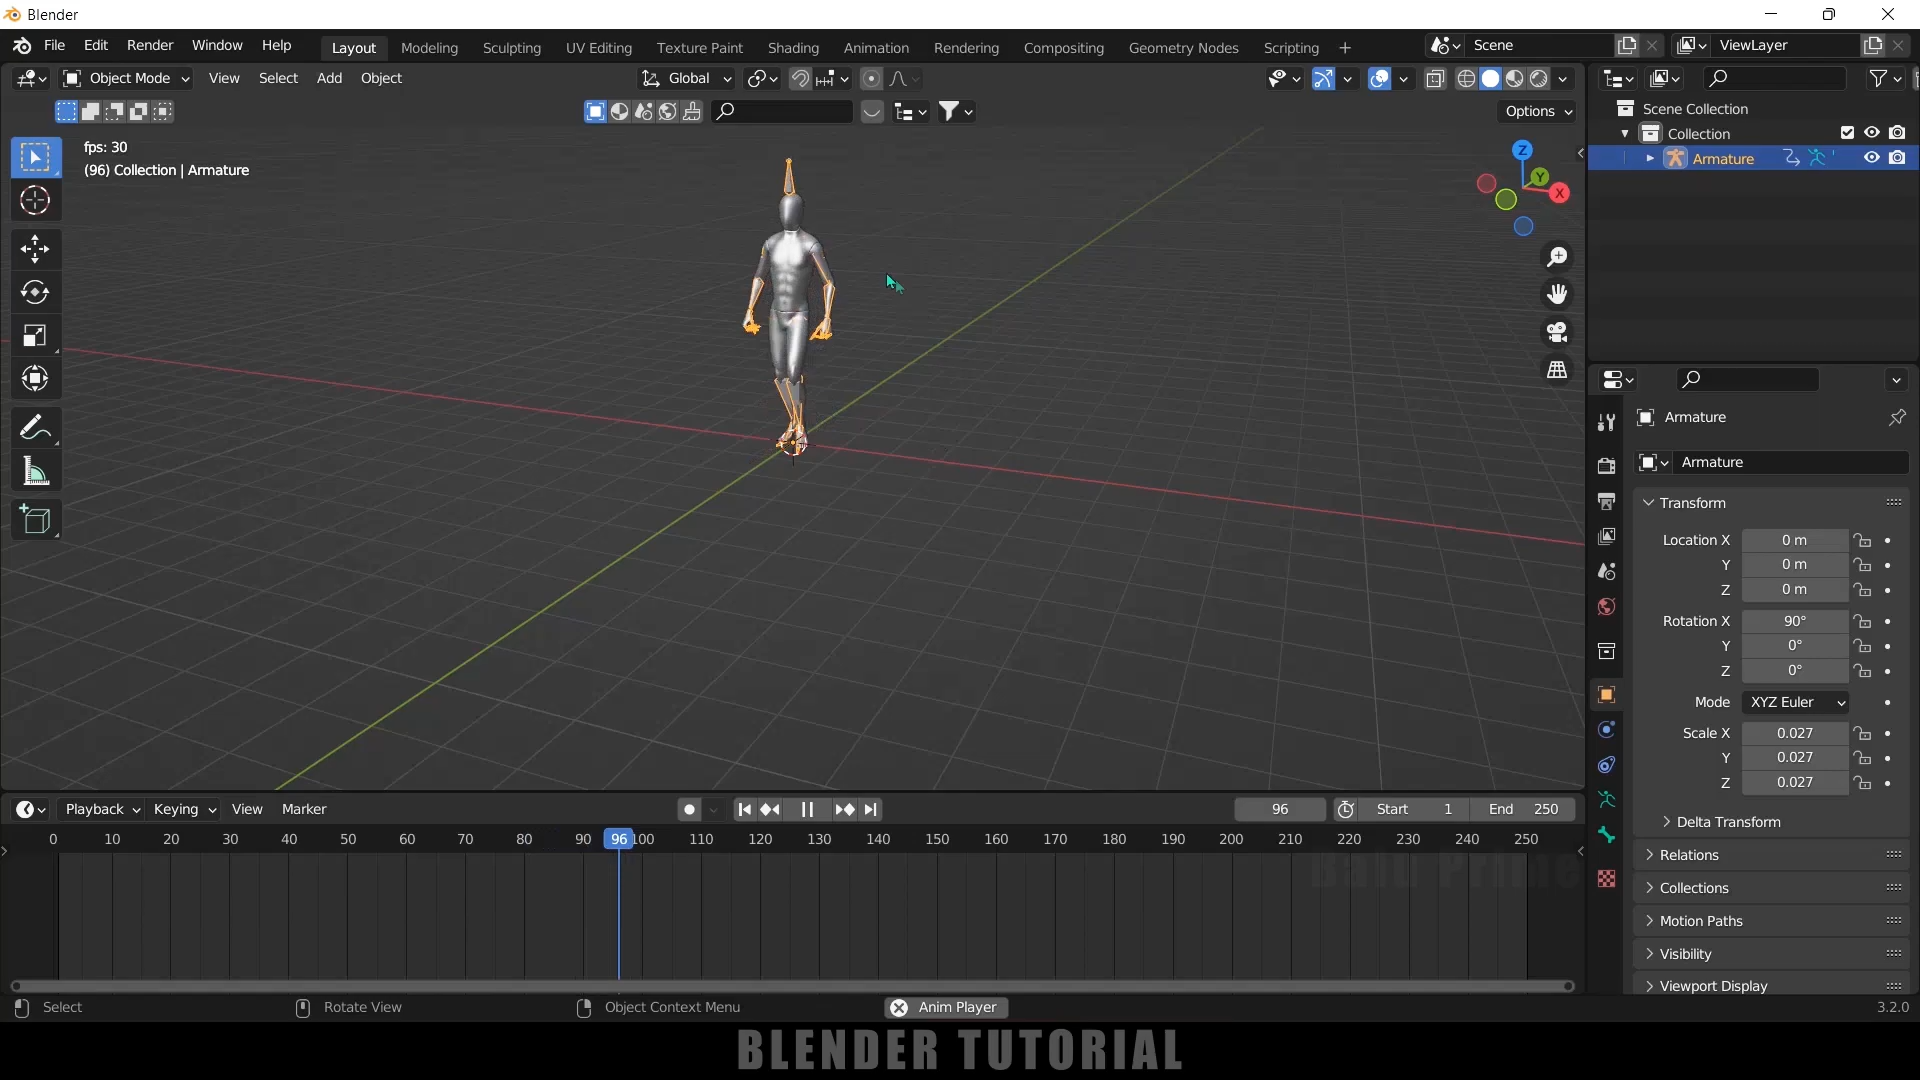 Blender
File Edit Render Window Help Layout Modeling Sculpting UV Editing Texture Paint Shading Animation Rendering Compositing Geometry Nodes Scripting + Scene ViewLayer
Object Mode View Select Add Object Global
Options
fps: 30
(96) Collection | Armature
Z
Y
X
Scene Collection
Collection
Armature
Armature
Armature
Transform
Location X 0 m
Y 0 m
Z 0 m
Rotation X 90°
Y 0°
Z 0°
Mode XYZ Euler
Scale X 0.027
Y 0.027
Z 0.027
Delta Transform
Relations
Collections
Motion Paths
Visibility
Viewport Display
Playback Keying View Marker 96 Start 1 End 250
0 10 20 30 40 50 60 70 80 90 96 100 110 120 130 140 150 160 170 180 190 200 210 220 230 240 250
Balu Prime
Select Rotate View Object Context Menu Anim Player 3.2.0
BLENDER TUTORIAL